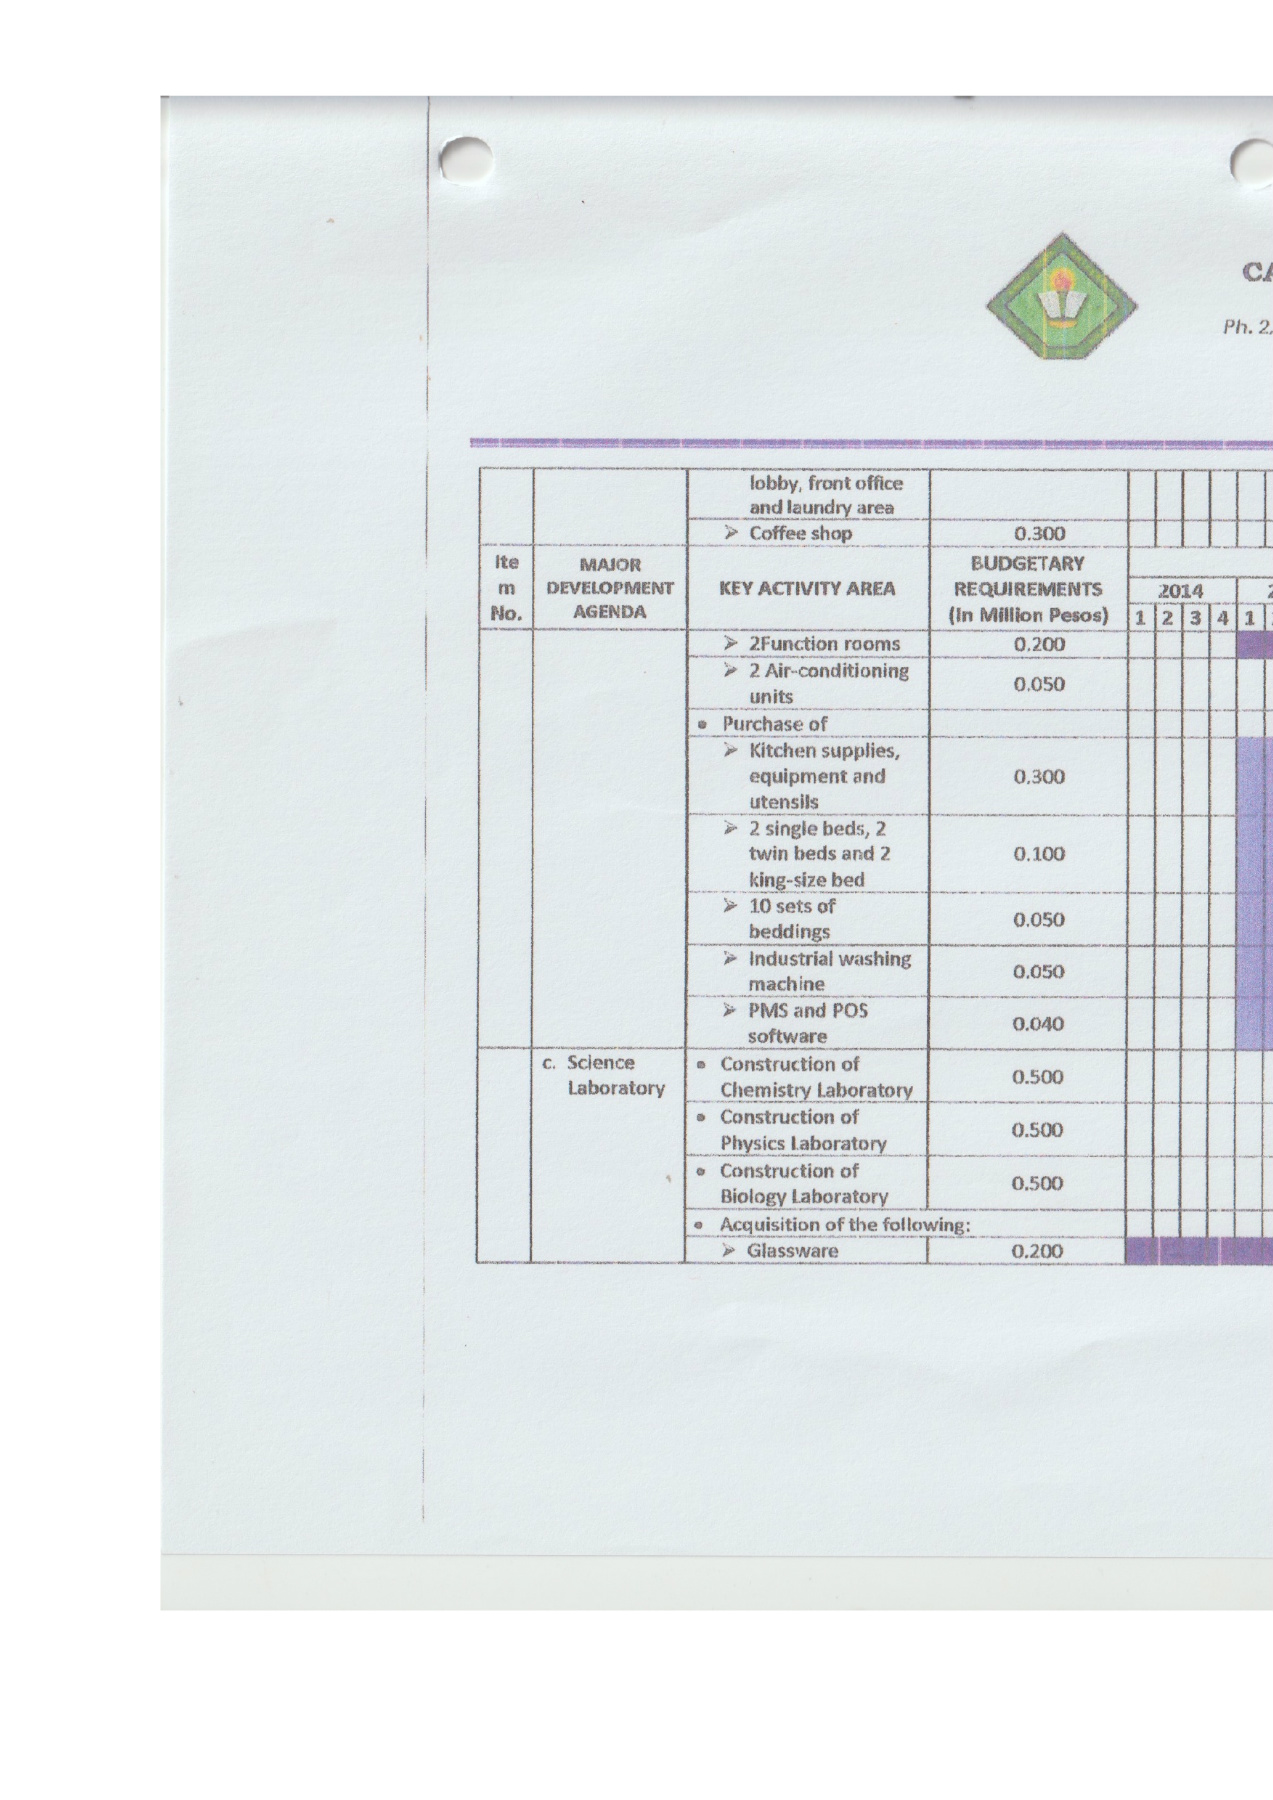 CA
Ph. 2,
lobby, front office
and laundry area
➢ Coffee shop 0.300
Ite
m
No.
MAJOR
DEVELOPMENT
AGENDA
KEY ACTIVITY AREA
BUDGETARY
REQUIREMENTS
(In Million Pesos)
2014 2
1 2 3 4 1
➢ 2Function rooms 0.200
➢ 2 Air-conditioning
units
0.050
• Purchase of
➢ Kitchen supplies,
equipment and
utensils
0.300
➢ 2 single beds, 2
twin beds and 2
king-size bed
0.100
➢ 10 sets of
beddings
0.050
➢ Industrial washing
machine
0.050
➢ PMS and POS
software
0.040
c. Science
Laboratory
• Construction of
Chemistry Laboratory
0.500
• Construction of
Physics Laboratory
0.500
• Construction of
Biology Laboratory
0.500
• Acquisition of the following:
➢ Glassware 0.200